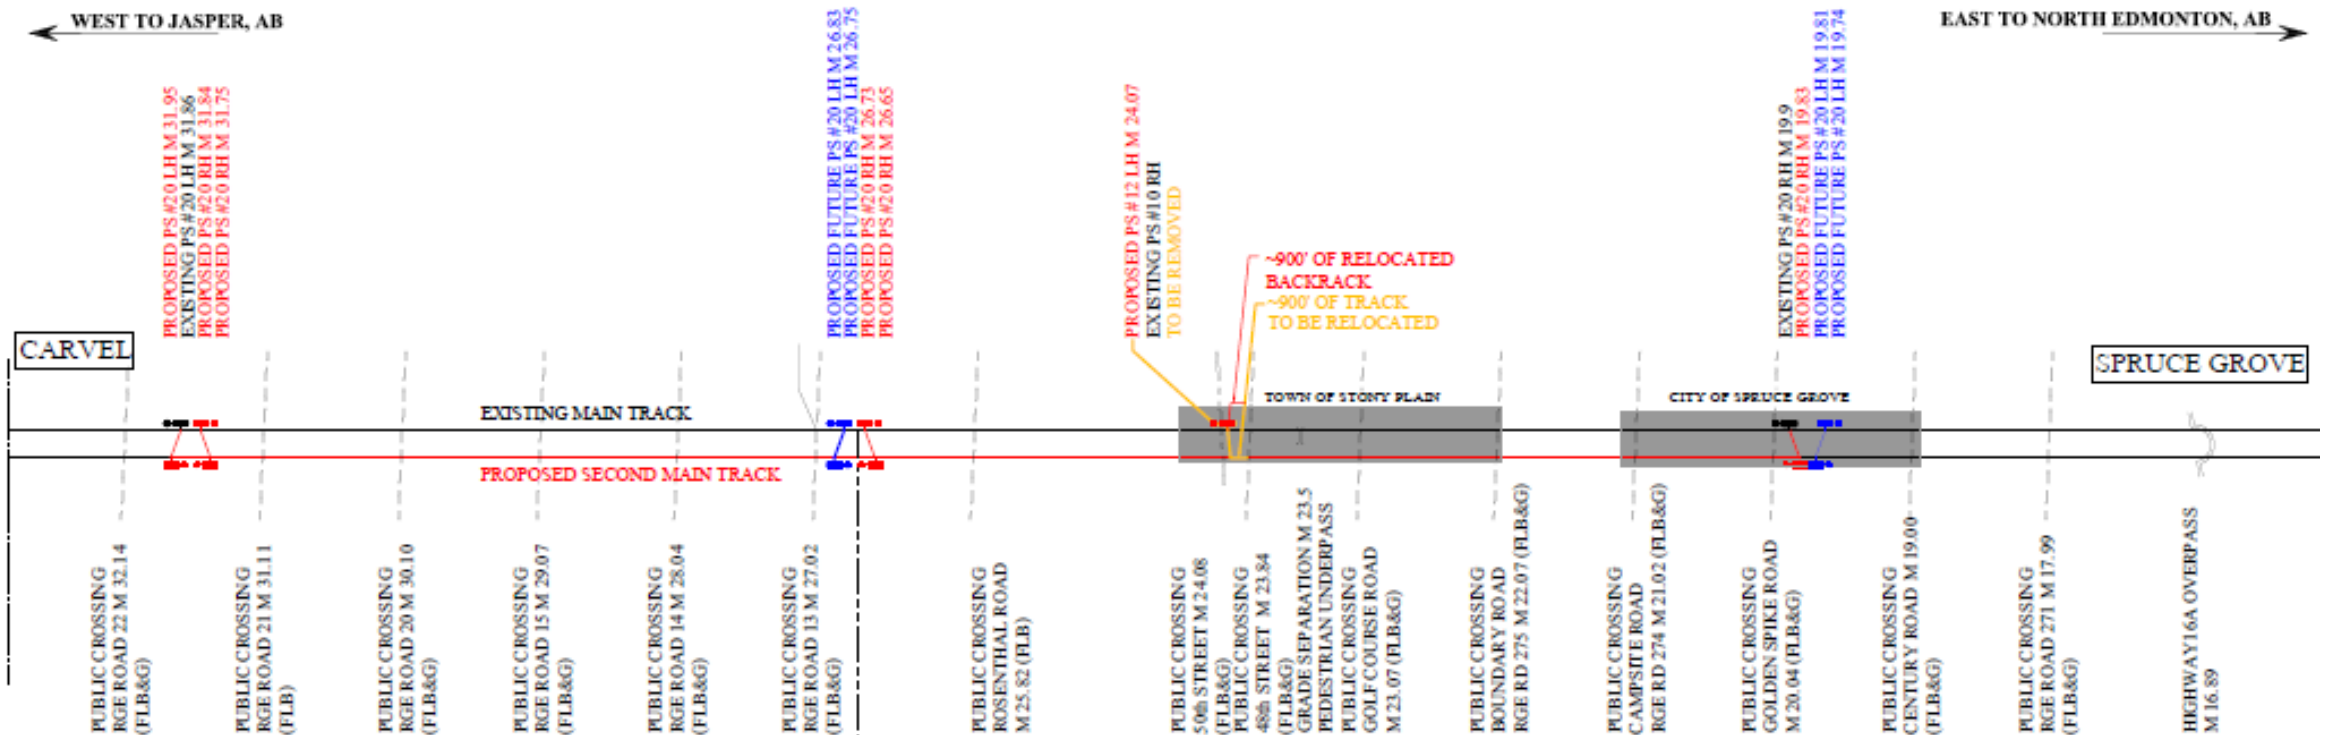 WEST TO JASPER, AB
EAST TO NORTH EDMONTON, AB
PROPOSED PS #20 LH M 31.95
EXISTING PS #20 LH M 31.86
PROPOSED PS #20 RH M 31.84
PROPOSED PS #20 RH M 31.75
PROPOSED FUTURE PS #20 LH M 26.83
PROPOSED FUTURE PS #20 LH M 26.75
PROPOSED PS #20 RH M 26.73
PROPOSED PS #20 RH M 26.65
PROPOSED PS #12 LH M 24.07
EXISTING PS #10 RH
TO BE REMOVED
~900' OF RELOCATED
BACKRACK
~900' OF TRACK
TO BE RELOCATED
EXISTING PS #20 RH M 19.9
PROPOSED PS #20 RH M 19.83
PROPOSED FUTURE PS #20 LH M 19.81
PROPOSED FUTURE PS #20 LH M 19.74
CARVEL
SPRUCE GROVE
EXISTING MAIN TRACK
TOWN OF STONY PLAIN
CITY OF SPRUCE GROVE
PROPOSED SECOND MAIN TRACK
PUBLIC CROSSING
RGE ROAD 22 M 32.14
(FLB&G)
PUBLIC CROSSING
RGE ROAD 21 M 31.11
(FLB)
PUBLIC CROSSING
RGE ROAD 20 M 30.10
(FLB&G)
PUBLIC CROSSING
RGE ROAD 15 M 29.07
(FLB&G)
PUBLIC CROSSING
RGE ROAD 14 M 28.04
(FLB&G)
PUBLIC CROSSING
RGE ROAD 13 M 27.02
(FLB&G)
PUBLIC CROSSING
ROSENTHAL ROAD
M 25.82 (FLB)
PUBLIC CROSSING
50th STREET M 24.08
(FLB&G)
PUBLIC CROSSING
48th STREET M 23.84
(FLB&G)
GRADE SEPARATION M 23.5
PEDESTRIAN UNDERPASS
PUBLIC CROSSING
GOLF COURSE ROAD
M 23.07 (FLB&G)
PUBLIC CROSSING
BOUNDARY ROAD
RGE RD 275 M 22.07 (FLB&G)
PUBLIC CROSSING
CAMPSITE ROAD
RGE RD 274 M 21.02 (FLB&G)
PUBLIC CROSSING
GOLDEN SPIKE ROAD
M 20.04 (FLB&G)
PUBLIC CROSSING
CENTURY ROAD M 19.00
(FLB&G)
PUBLIC CROSSING
RGE ROAD 271 M 17.99
(FLB&G)
HIGHWAY 16A OVERPASS
M 16.89